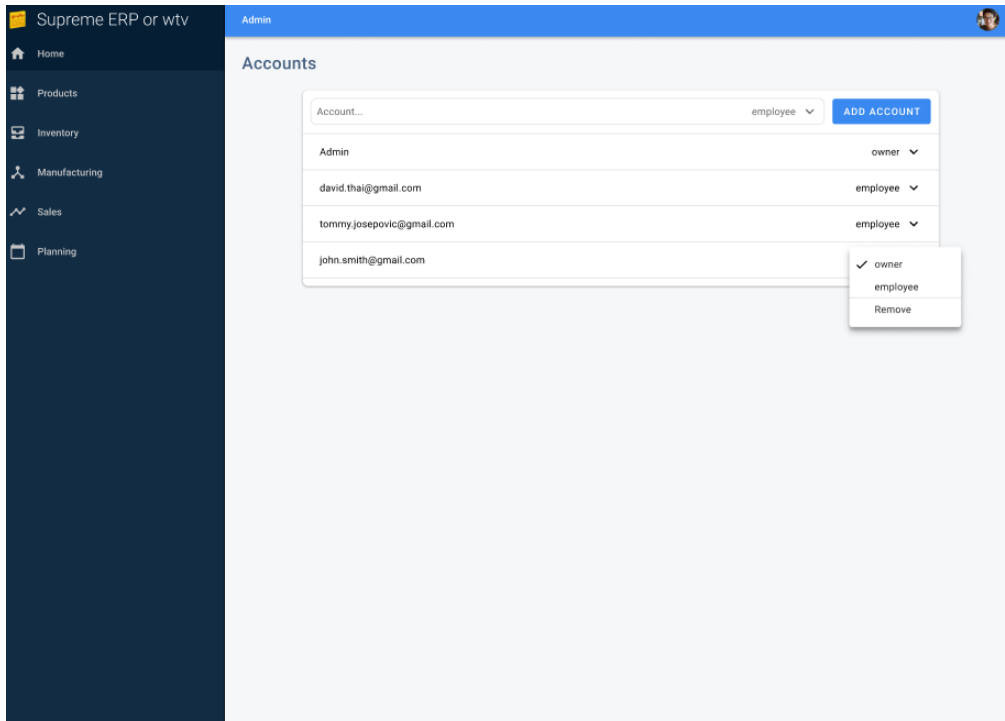 Supreme ERP or wtv
Admin
Home
Products
Inventory
Manufacturing
Sales
Planning
Accounts
Account... employee ADD ACCOUNT
Admin owner
david.thai@gmail.com employee
tommy.josepovic@gmail.com employee
john.smith@gmail.com
owner
employee
Remove